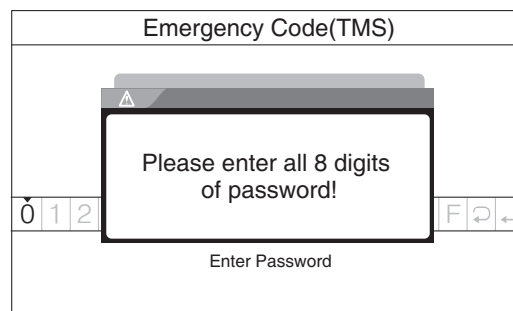 Emergency Code(TMS)
Please enter all 8 digits
of password!
0 1 2 F
Enter Password